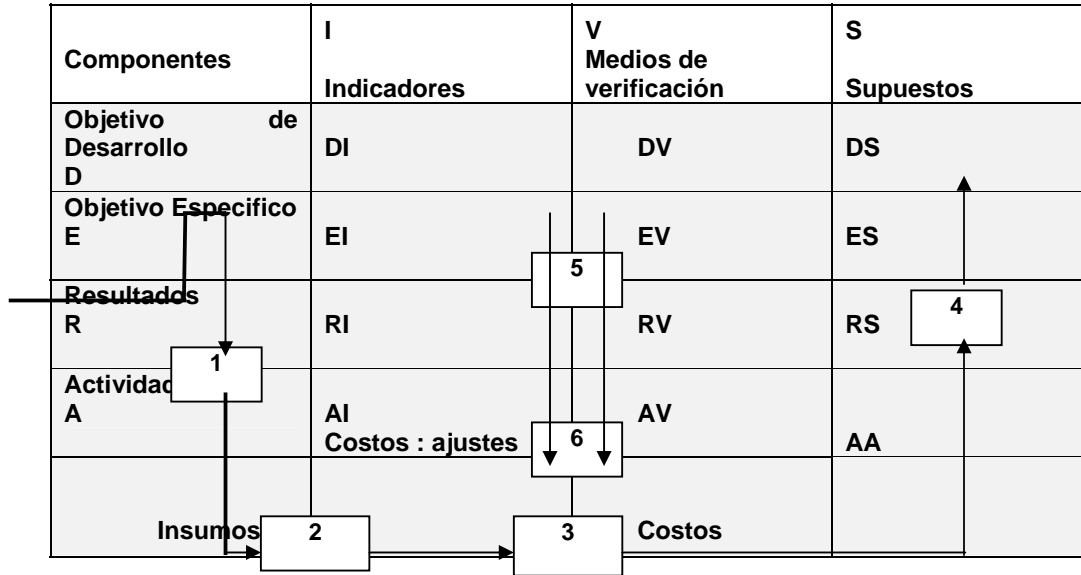 Componentes
I
Indicadores
V
Medios de
verificación
S
Supuestos
Objetivo de
Desarrollo
D
DI
DV
DS
Objetivo Especifico
E
EI
EV
ES
5
Resultados
R
RI
RV
RS
4
1
Actividad
A
AI
Costos : ajustes
AV
AA
6
Insumos
2
3
Costos